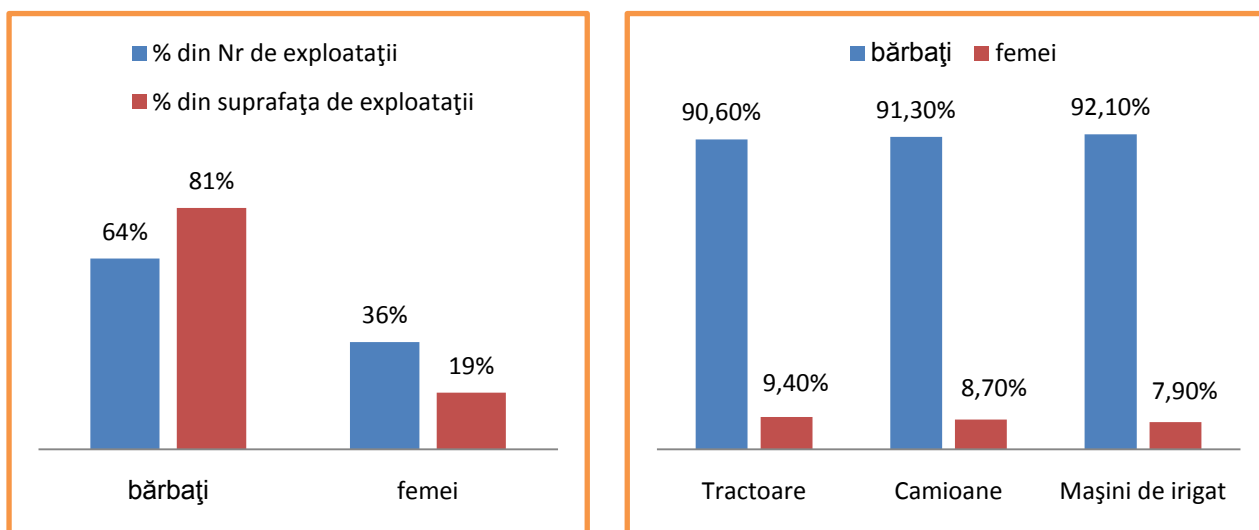 % din Nr de exploataţii
% din suprafaţa de exploataţii
81%
64%
36%
19%
bărbaţi femei
bărbaţi femei
90,60% 91,30% 92,10%
9,40% 8,70% 7,90%
Tractoare Camioane Maşini de irigat